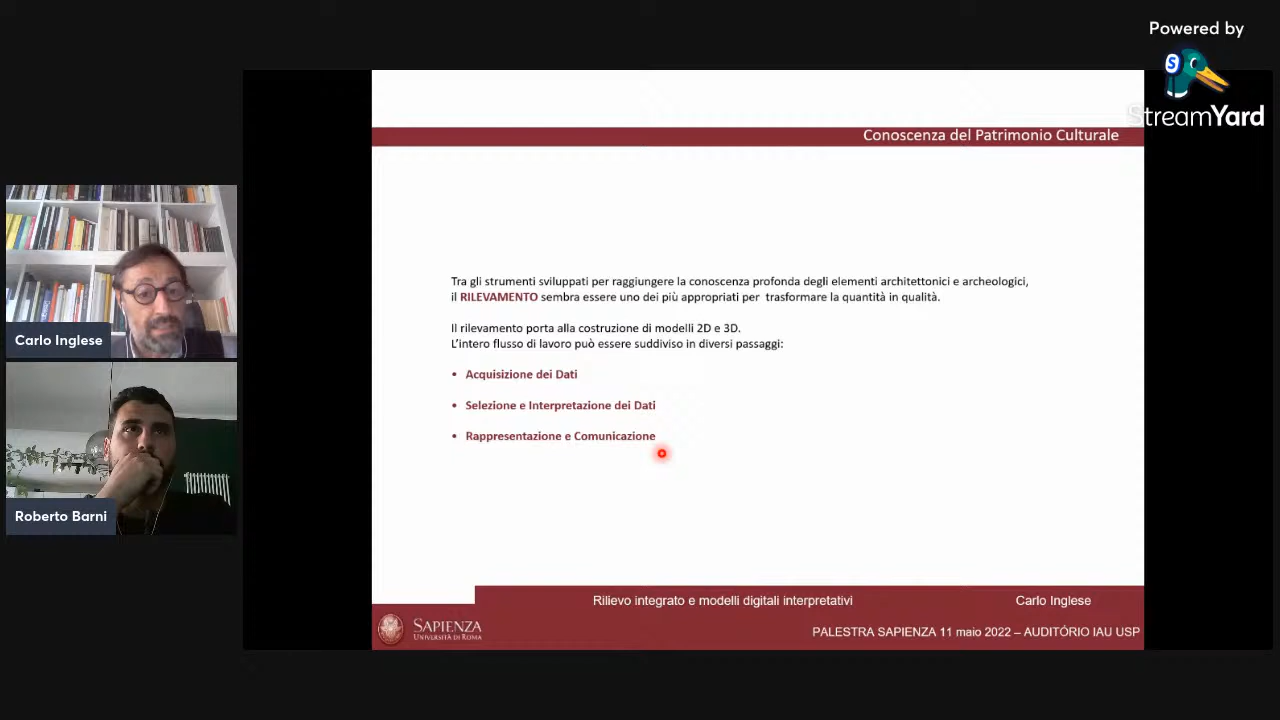 Powered by
StreamYard
Conoscenza del Patrimonio Culturale
Tra gli strumenti sviluppati per raggiungere la conoscenza profonda degli elementi architettonici e archeologici,
il RILEVAMENTO sembra essere uno dei più appropriati per trasformare la quantità in qualità.
Il rilevamento porta alla costruzione di modelli 2D e 3D.
L'intero flusso di lavoro può essere suddiviso in diversi passaggi:
• Acquisizione dei Dati
• Selezione e Interpretazione dei Dati
• Rappresentazione e Comunicazione
Carlo Inglese
Roberto Barni
Rilievo integrato e modelli digitali interpretativi
Carlo Inglese
SAPIENZA
UNIVERSITÀ DI ROMA
PALESTRA SAPIENZA 11 maio 2022 – AUDITÓRIO IAU USP